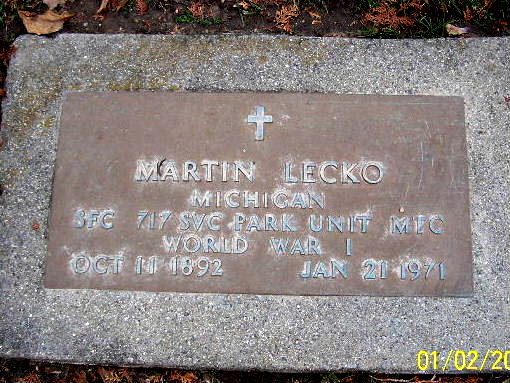 MARTIN LECKO
MICHIGAN
SFC 717 SVC PARK UNIT MTC
WORLD WAR I
OCT 11 1892 JAN 21 1971
01/02/20